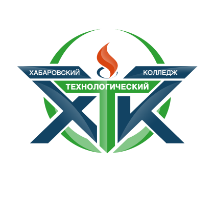 ХАБАРОВСКИЙ КОЛЛЕДЖ
ТЕХНОЛОГИЧЕСКИЙ
ХТК